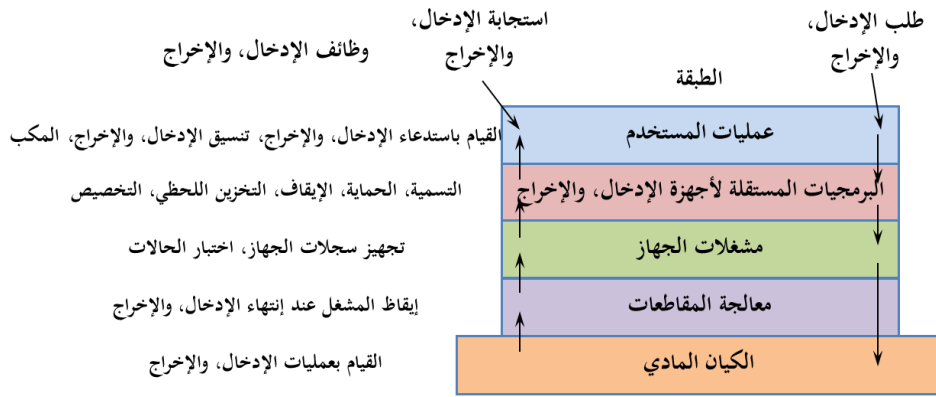 طلب الإدخال،
والإخراج
استجابة الإدخال،
والإخراج
وظائف الإدخال، والإخراج
الطبقة
عمليات المستخدم
القيام باستدعاء الإدخال، والإخراج، تنسيق الإدخال، والإخراج، المكب
البرمجيات المستقلة لأجهزة الإدخال، والإخراج
التسمية، الحماية، الإيقاف، التخزين اللحظي، التخصيص
مشغلات الجهاز
تجهيز سجلات الجهاز، اختبار الحالات
معالجة المقاطعات
إيقاظ المشغل عند إنتهاء الإدخال، والإخراج
الكيان المادي
القيام بعمليات الإدخال، والإخراج